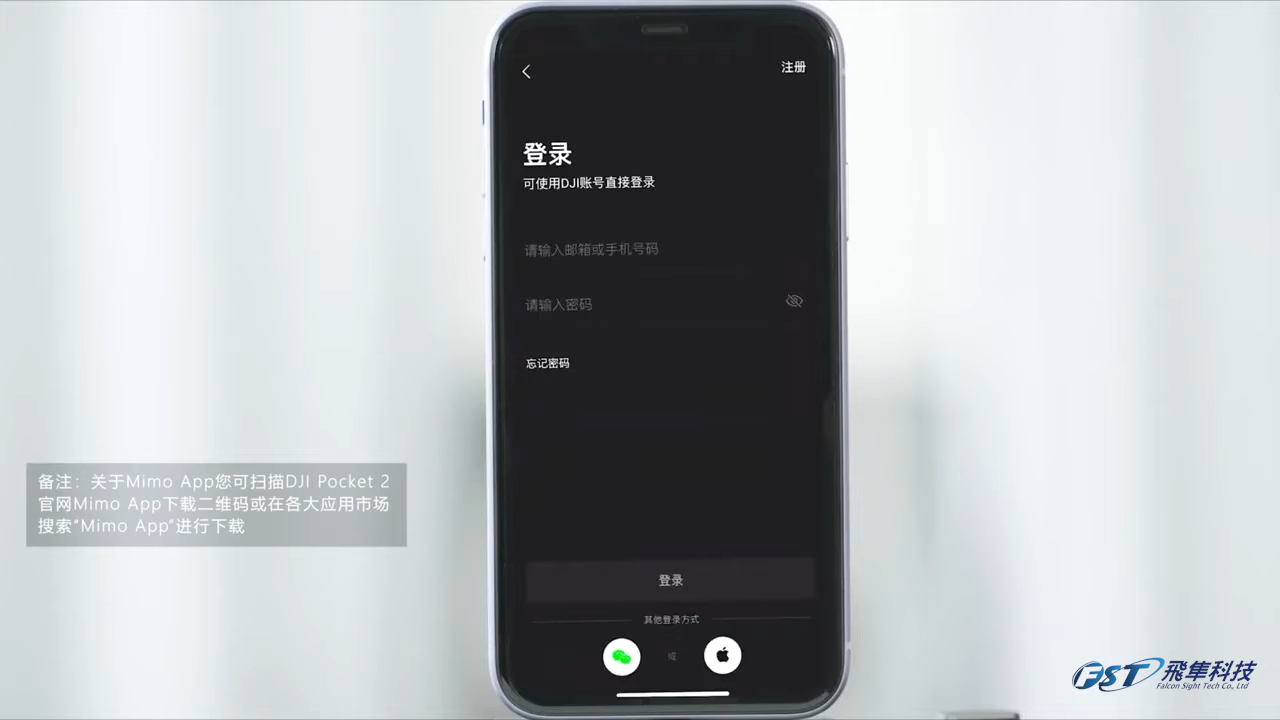 注册
登录
可使用DJI账号直接登录
请输入邮箱或手机号码
请输入密码
忘记密码
备注：关于Mimo App您可扫描DJI Pocket 2
官网Mimo App下载二维码或在各大应用市场
搜索“Mimo App”进行下载
登录
其他登录方式
或
FST 飛隼科技
Falcon Sight Tech Co., Ltd